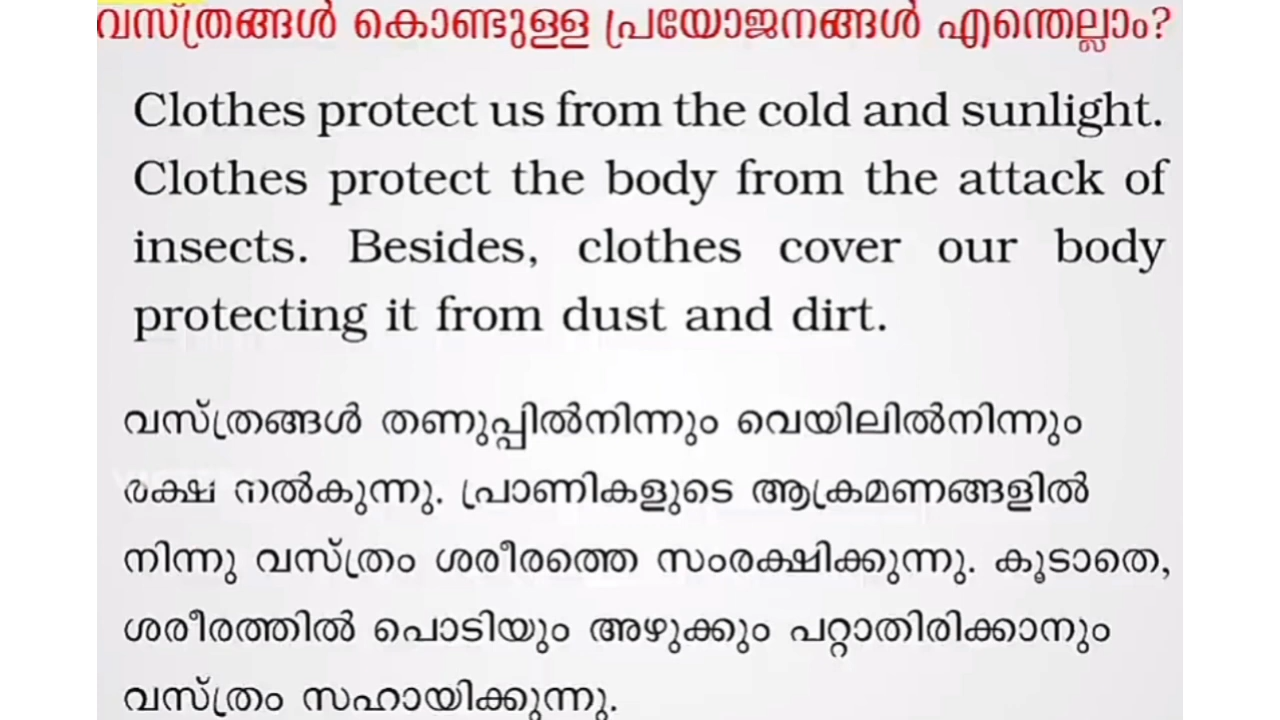 വസ്ത്രങ്ങൾ കൊണ്ടുള്ള പ്രയോജനങ്ങൾ എന്തെല്ലാം?
Clothes protect us from the cold and sunlight.
Clothes protect the body from the attack of
insects. Besides, clothes cover our body
protecting it from dust and dirt.
വസ്ത്രങ്ങൾ തണുപ്പിൽനിന്നും വെയിലിൽനിന്നും
രക്ഷ നൽകുന്നു. പ്രാണികളുടെ ആക്രമണങ്ങളിൽ
നിന്നു വസ്ത്രം ശരീരത്തെ സംരക്ഷിക്കുന്നു. കൂടാതെ,
ശരീരത്തിൽ പൊടിയും അഴുക്കും പറ്റാതിരിക്കാനും
വസ്ത്രം സഹായിക്കുന്നു.